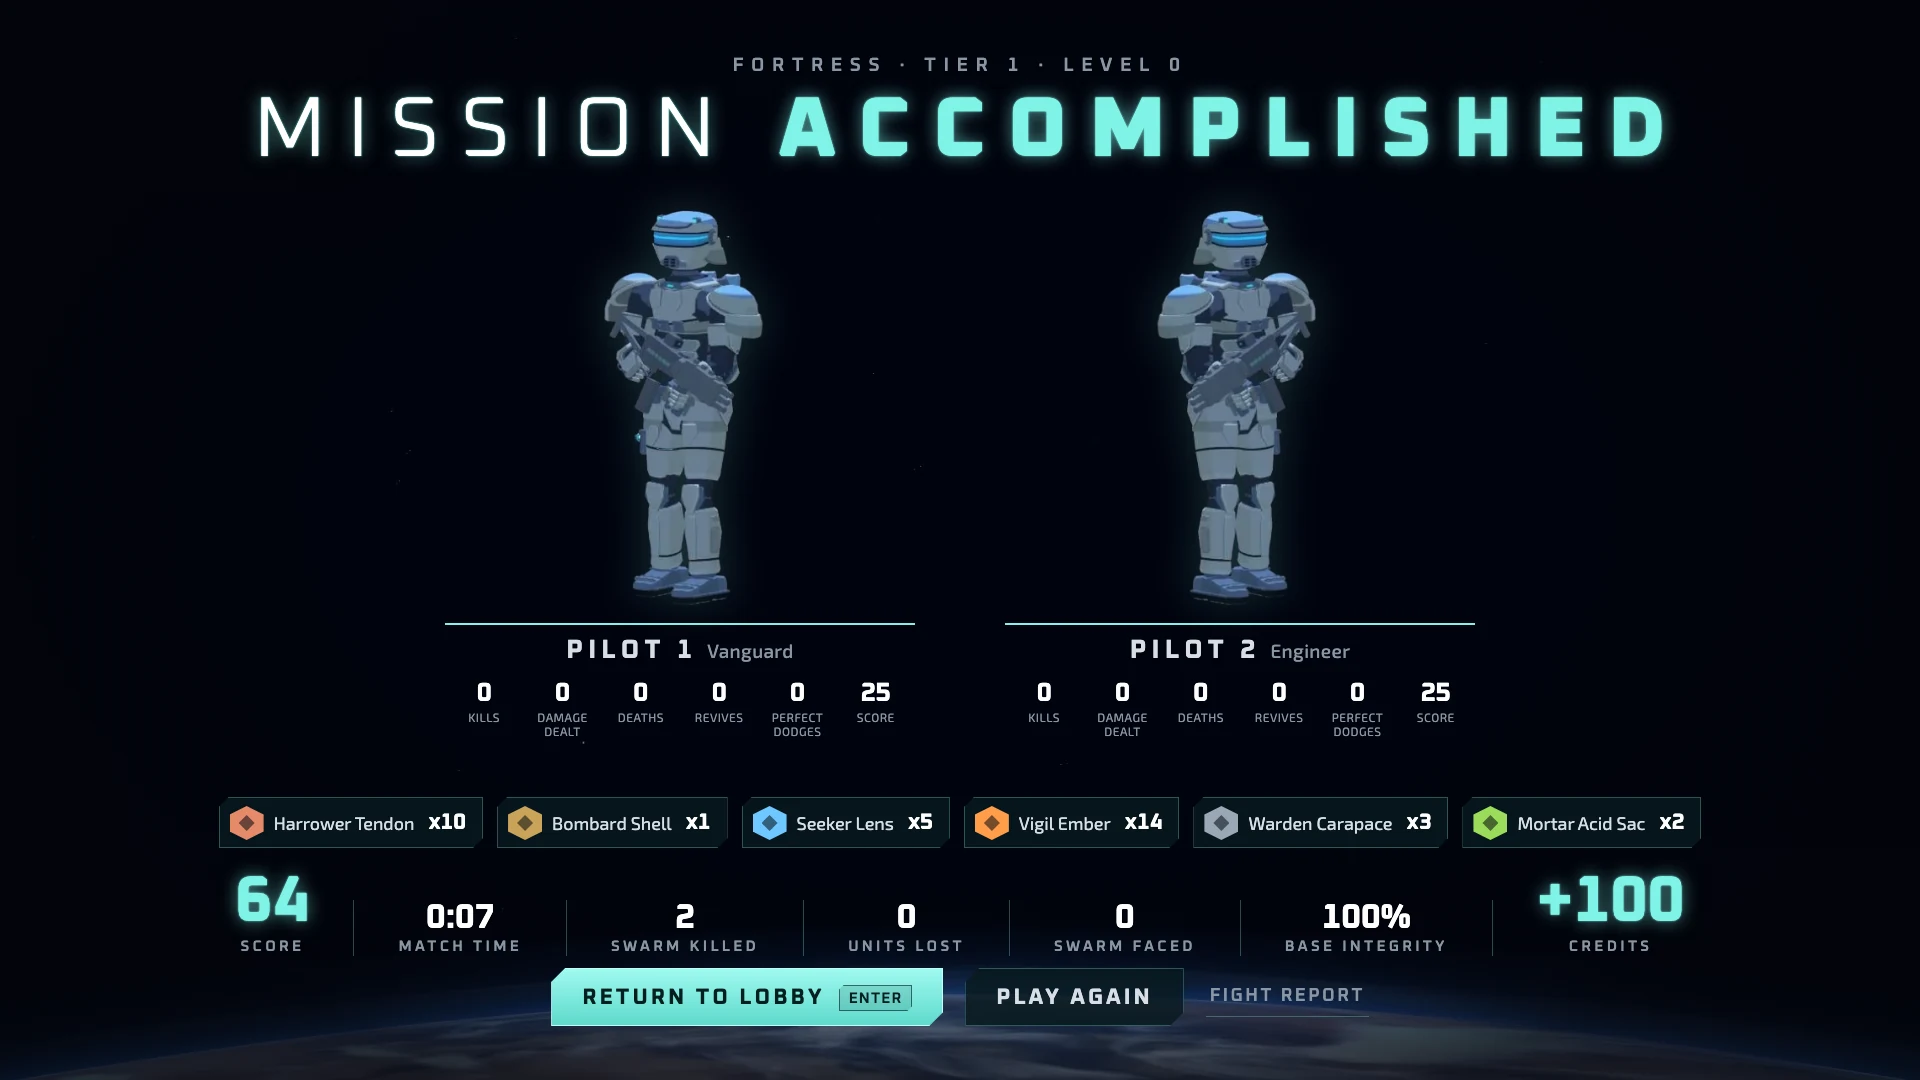 FORTRESS · TIER 1 · LEVEL 0
MISSION ACCOMPLISHED
PILOT 1 Vanguard
0 KILLS
0 DAMAGE DEALT
0 DEATHS
0 REVIVES
0 PERFECT DODGES
25 SCORE
PILOT 2 Engineer
0 KILLS
0 DAMAGE DEALT
0 DEATHS
0 REVIVES
0 PERFECT DODGES
25 SCORE
Harrower Tendon x10
Bombard Shell x1
Seeker Lens x5
Vigil Ember x14
Warden Carapace x3
Mortar Acid Sac x2
64 SCORE
0:07 MATCH TIME
2 SWARM KILLED
0 UNITS LOST
0 SWARM FACED
100% BASE INTEGRITY
+100 CREDITS
RETURN TO LOBBY ENTER
PLAY AGAIN
FIGHT REPORT